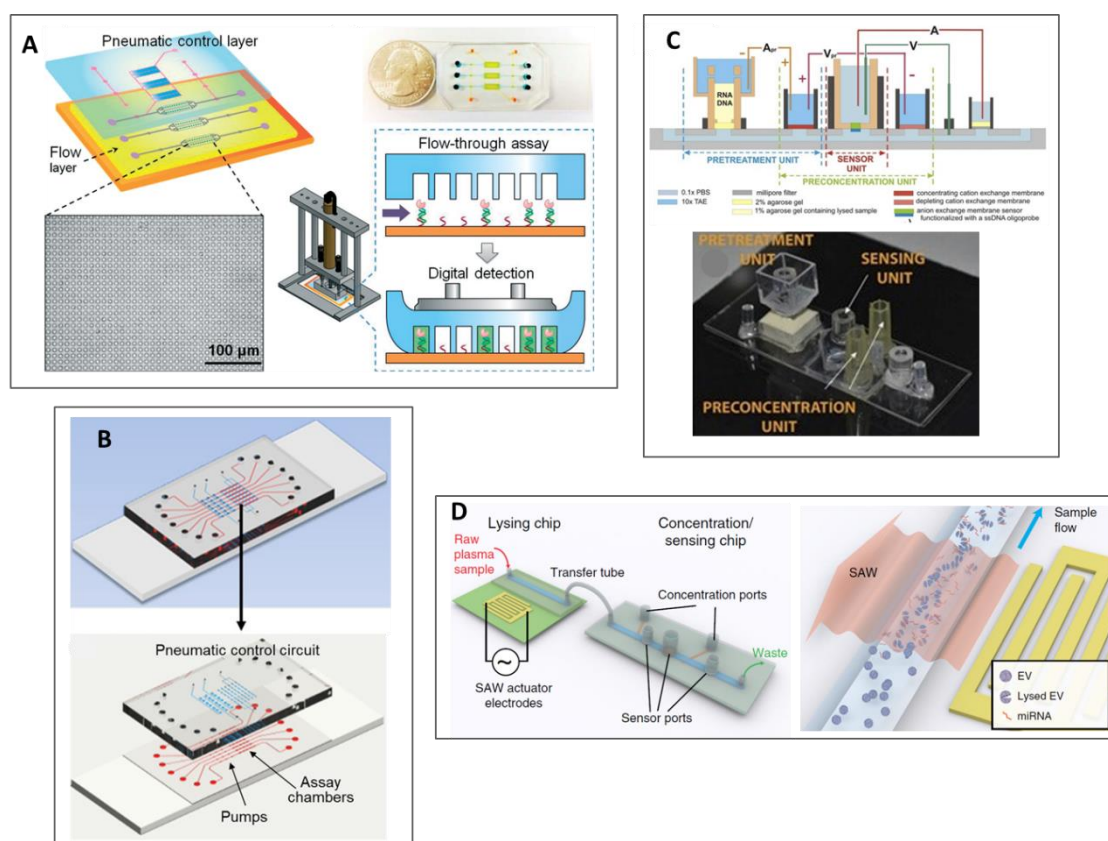 A
Pneumatic control layer
Flow
layer
100 μm
Flow-through assay
Digital detection
B
Pneumatic control circuit
Assay
chambers
Pumps
C
A
V
A_pr
V_pr
- + + -
RNA
DNA
PRETREATMENT UNIT
SENSOR
UNIT
PRECONCENTRATION UNIT
0.1x PBS
10x TAE
millipore filter
2% agarose gel
1% agarose gel containing lysed sample
concentrating cation exchange membrane
depleting cation exchange membrane
anion exchange membrane sensor
functionalized with a ssDNA oligoprobe
PRETREATMENT
UNIT
SENSING
UNIT
PRECONCENTRATION
UNIT
D
Lysing chip
Raw
plasma
sample
Transfer tube
SAW actuator
electrodes
Concentration/
sensing chip
Concentration ports
Waste
Sensor ports
SAW
Sample
flow
EV
Lysed EV
miRNA